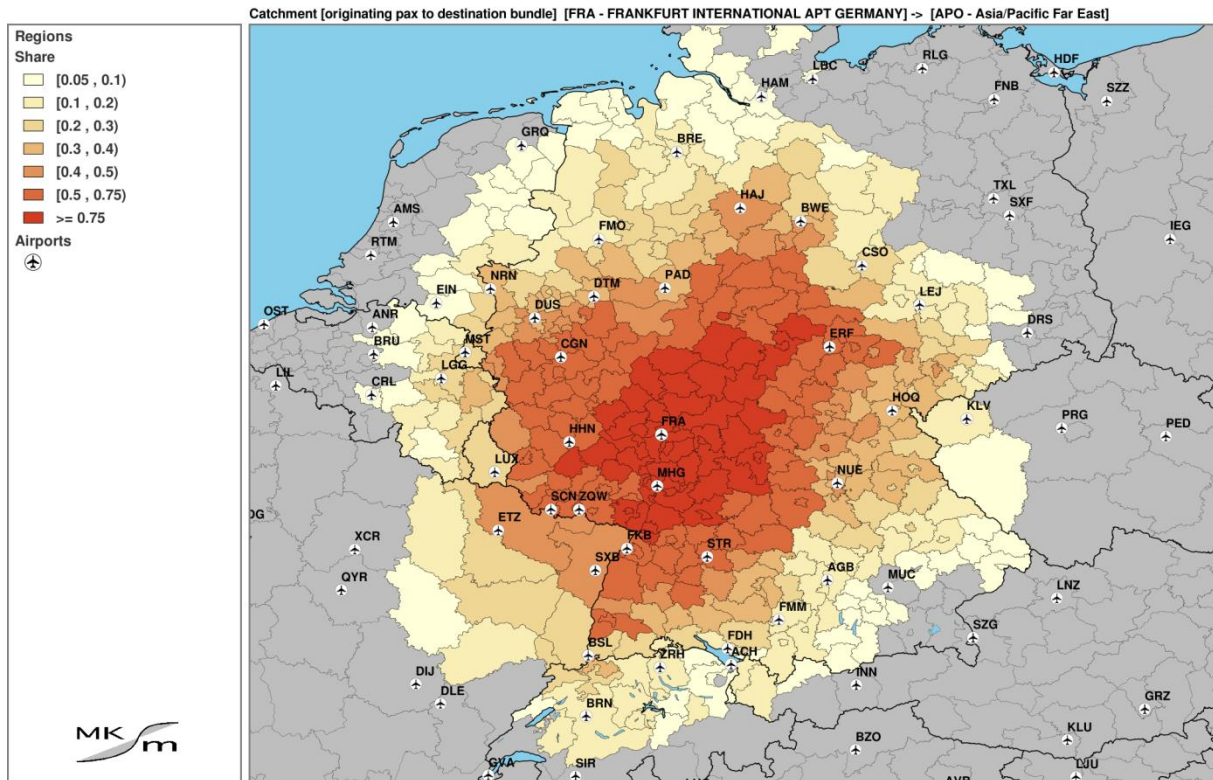 Catchment [originating pax to destination bundle] [FRA - FRANKFURT INTERNATIONAL APT GERMANY] -> [APO - Asia/Pacific Far East]
Regions
Share
[0.05 , 0.1)
[0.1 , 0.2)
[0.2 , 0.3)
[0.3 , 0.4)
[0.4 , 0.5)
[0.5 , 0.75)
>= 0.75
Airports
MK
m
LBC
RLG
HDF
HAM
FNB
SZZ
GRQ
BRE
TXL
SXF
AMS
HAJ
BWE
RTM
FMO
IEG
CSO
NRN
DTM
PAD
EIN
LEJ
OST
ANR
DUS
DRS
BRU
MST
CGN
ERF
LIL
CRL
LGG
HOQ
KLV
PRG
PED
HHN
FRA
LUX
MHG
NUE
SCN
ZQW
OG
ETZ
XCR
FKB
STR
SXB
AGB
MUC
QYR
LNZ
FMM
SZG
BSL
FDH
ACH
ZRH
DIJ
INN
DLE
GRZ
BRN
KLU
BZO
GVA
SIR
LJU